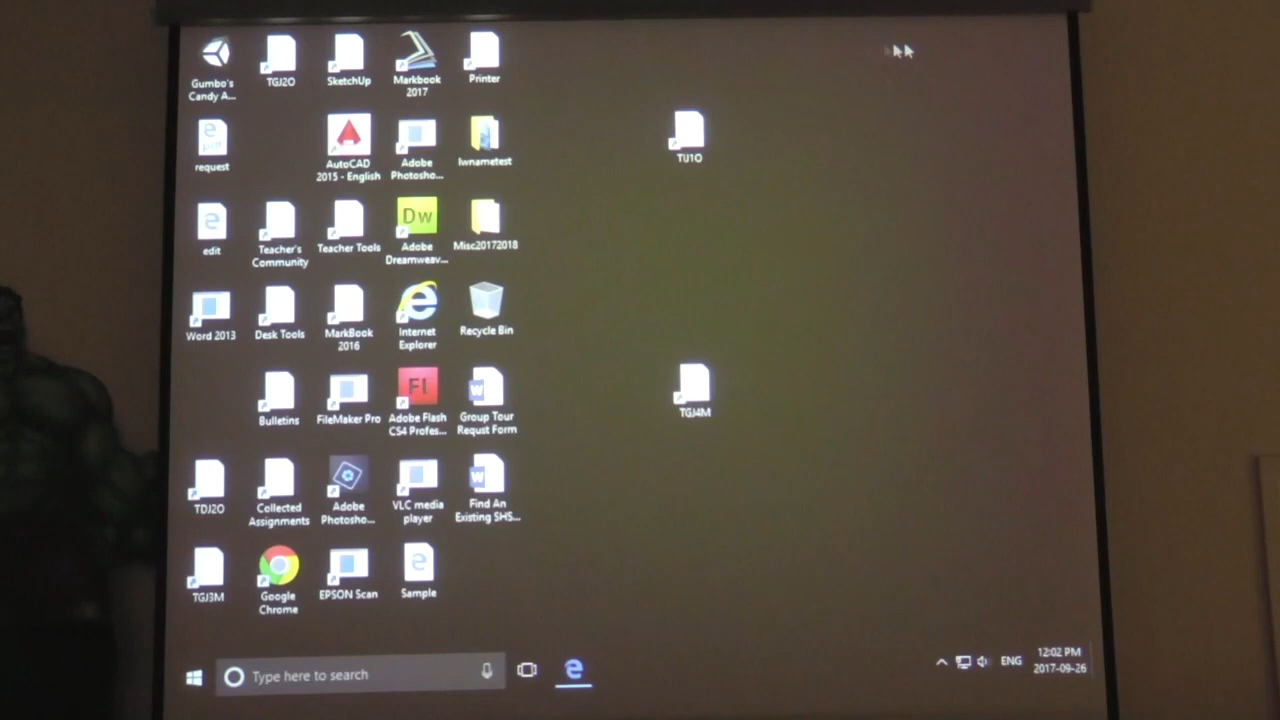 Gumbo's
Candy A...
TGJ2O
SketchUp
Markbook
2017
Printer
request
AutoCAD
2015 - English
Adobe
Photosho...
lwnametest
TIJ1O
edit
Teacher's
Community
Teacher Tools
Dw
Adobe
Dreamweav...
Misc20172018
Word 2013
Desk Tools
MarkBook
2016
Internet
Explorer
Recycle Bin
Bulletins
FileMaker Pro
Fl
Adobe Flash
CS4 Profes...
Group Tour
Requst Form
TGJ4M
TDJ2O
Collected
Assignments
Adobe
Photosho...
VLC media
player
Find An
Existing SHS...
TGJ3M
Google
Chrome
EPSON Scan
Sample
Type here to search
ENG
12:02 PM
2017-09-26